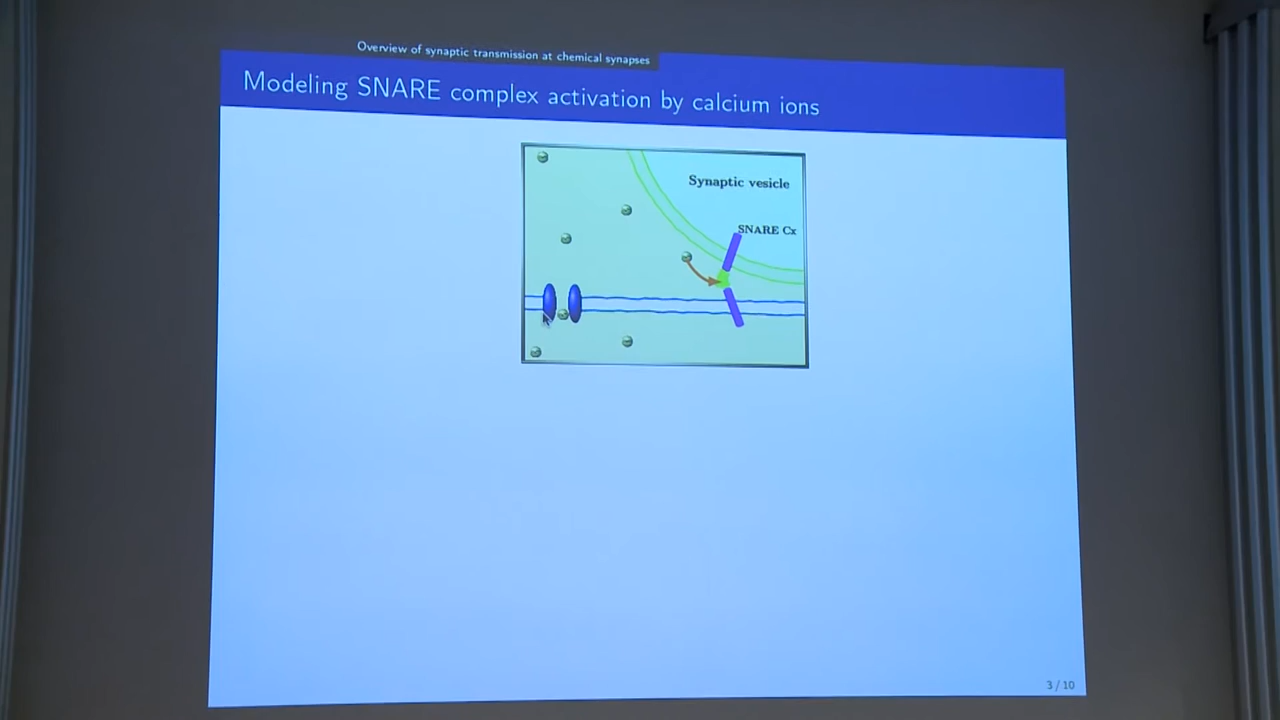 Overview of synaptic transmission at chemical synapses
Modeling SNARE complex activation by calcium ions
Synaptic vesicle
SNARE Cx
3 / 10